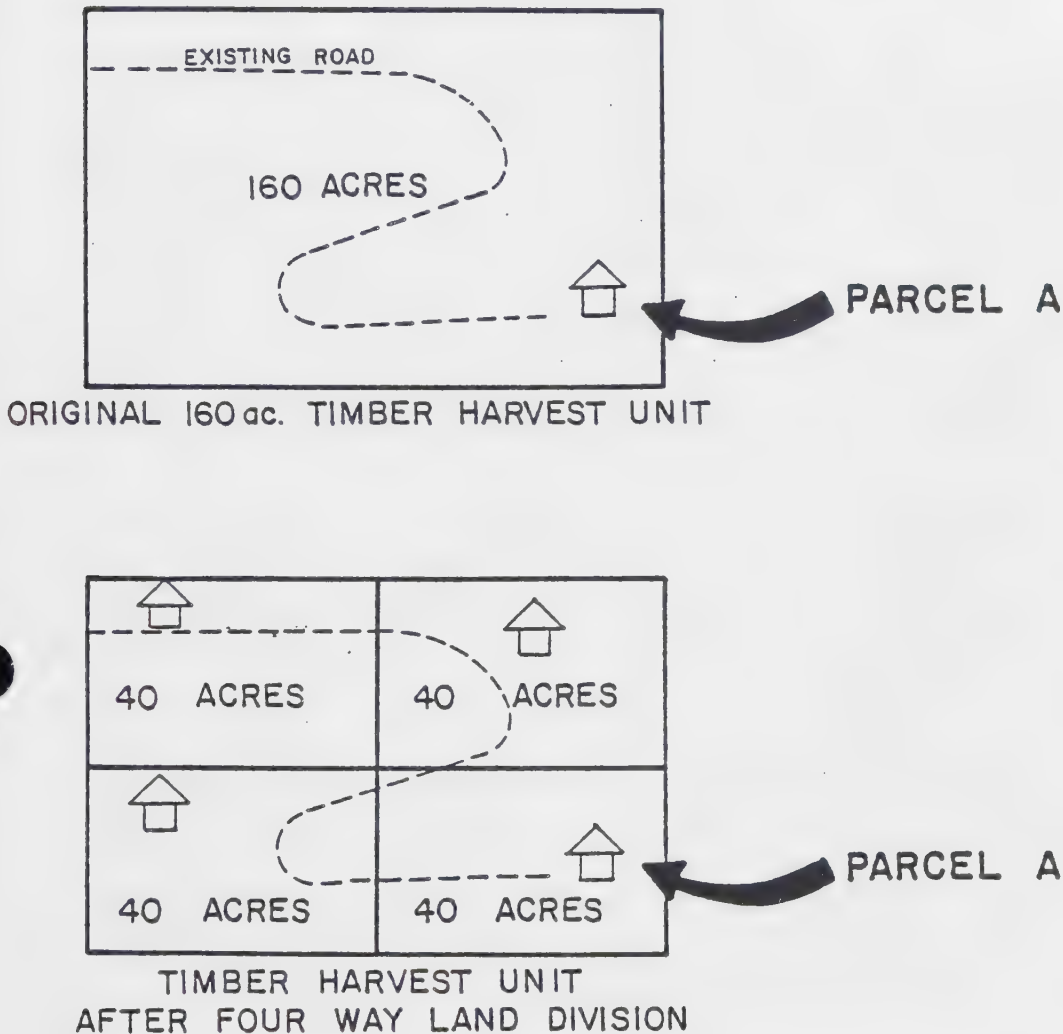 EXISTING ROAD
160 ACRES
PARCEL A
ORIGINAL 160 ac. TIMBER HARVEST UNIT
40 ACRES
40 ACRES
40 ACRES
40 ACRES
PARCEL A
TIMBER HARVEST UNIT
AFTER FOUR WAY LAND DIVISION